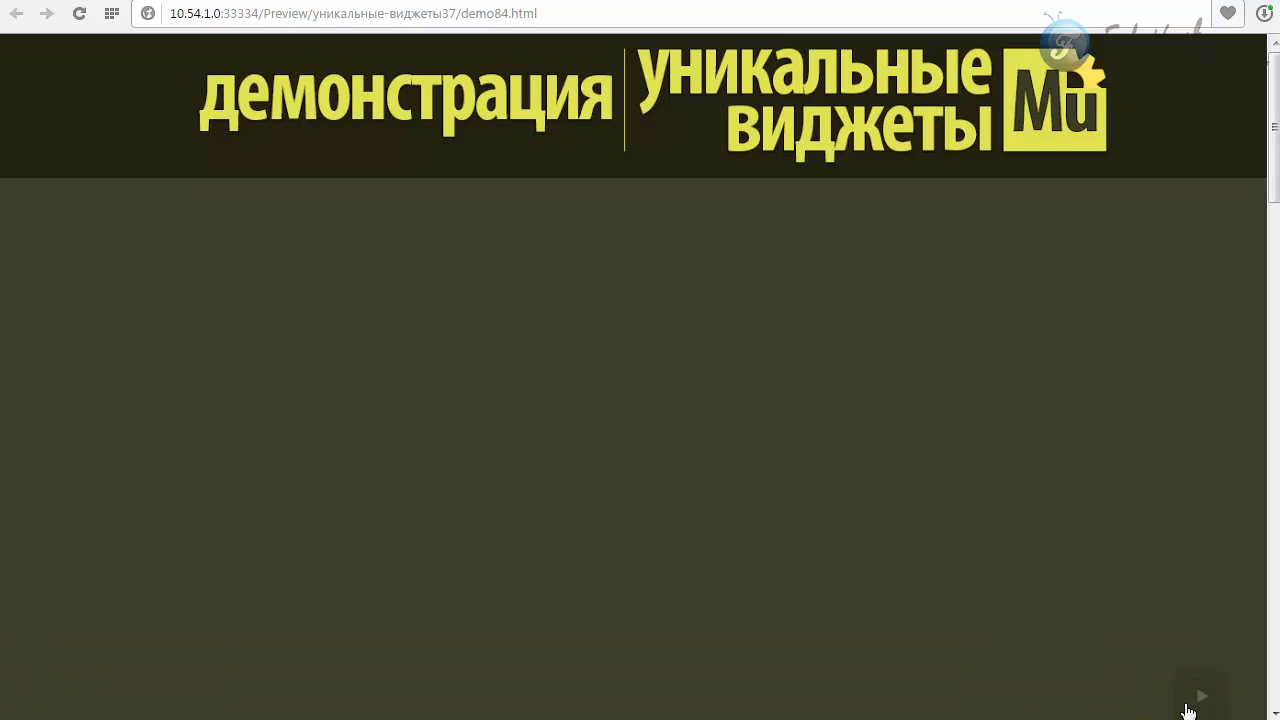 10.54.1.0:33334/Preview/уникальные-виджеты37/demo84.html
демонстрация
уникальные
виджеты
Mu